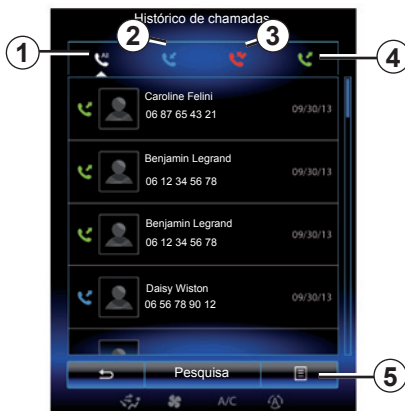 Histórico de chamadas
1
2
3
4
All
Caroline Felini
06 87 65 43 21
09/30/13
Benjamin Legrand
06 12 34 56 78
09/30/13
Benjamin Legrand
06 12 34 56 78
09/30/13
Daisy Wiston
06 56 78 90 12
09/30/13
Pesquisa
5
A/C
A